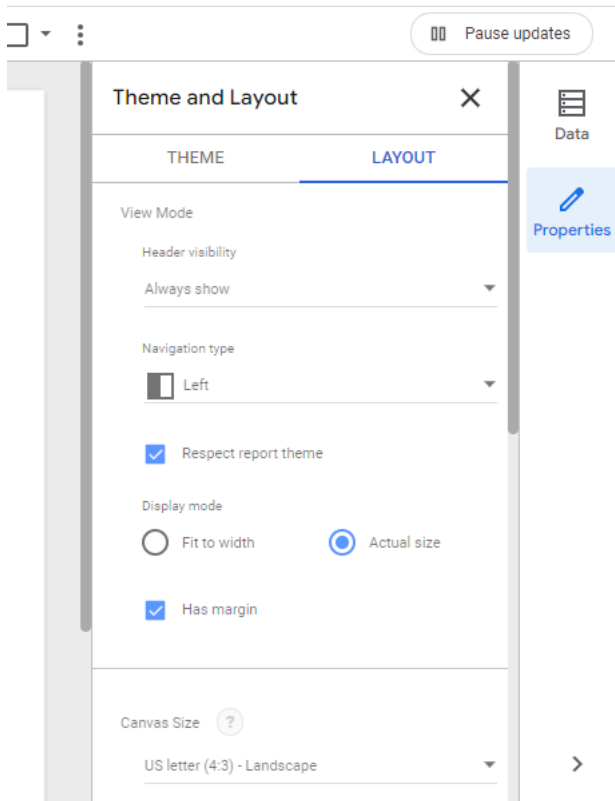 Pause updates
Theme and Layout
Data
THEME
LAYOUT
Properties
View Mode
Header visibility
Always show
Navigation type
Left
Respect report theme
Display mode
Fit to width
Actual size
Has margin
Canvas Size ?
US letter (4:3) - Landscape